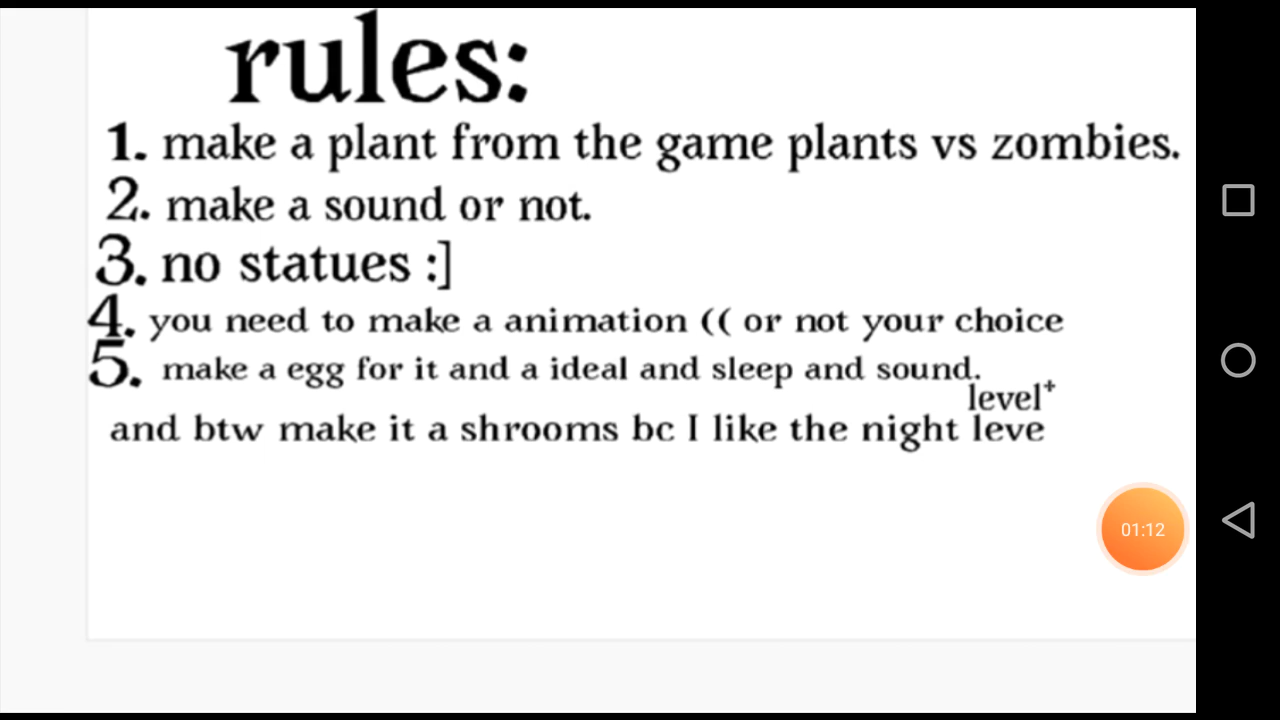 rules:
1. make a plant from the game plants vs zombies.
2. make a sound or not.
3. no statues :]
4. you need to make a animation (( or not your choice
5. make a egg for it and a ideal and sleep and sound.
level⁺
and btw make it a shrooms bc I like the night leve
01:12